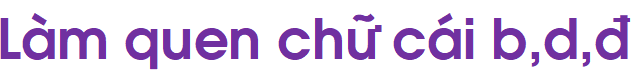 Làm quen chữ cái b,d,đ